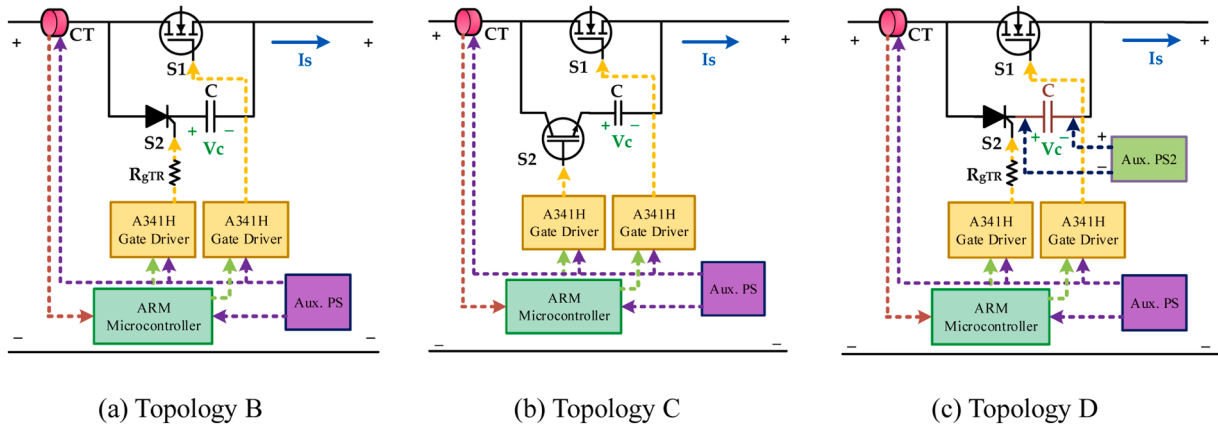 +
CT
S1
Is
+
C
S2
+
−
Vc
RgTR
A341H
Gate Driver
A341H
Gate Driver
ARM
Microcontroller
Aux. PS
−
−
(a) Topology B
+
CT
S1
Is
+
C
S2
+
−
Vc
A341H
Gate Driver
A341H
Gate Driver
ARM
Microcontroller
Aux. PS
−
−
(b) Topology C
+
CT
S1
Is
+
C
S2
+
−
Vc
+
−
Aux. PS2
RgTR
A341H
Gate Driver
A341H
Gate Driver
ARM
Microcontroller
Aux. PS
−
−
(c) Topology D